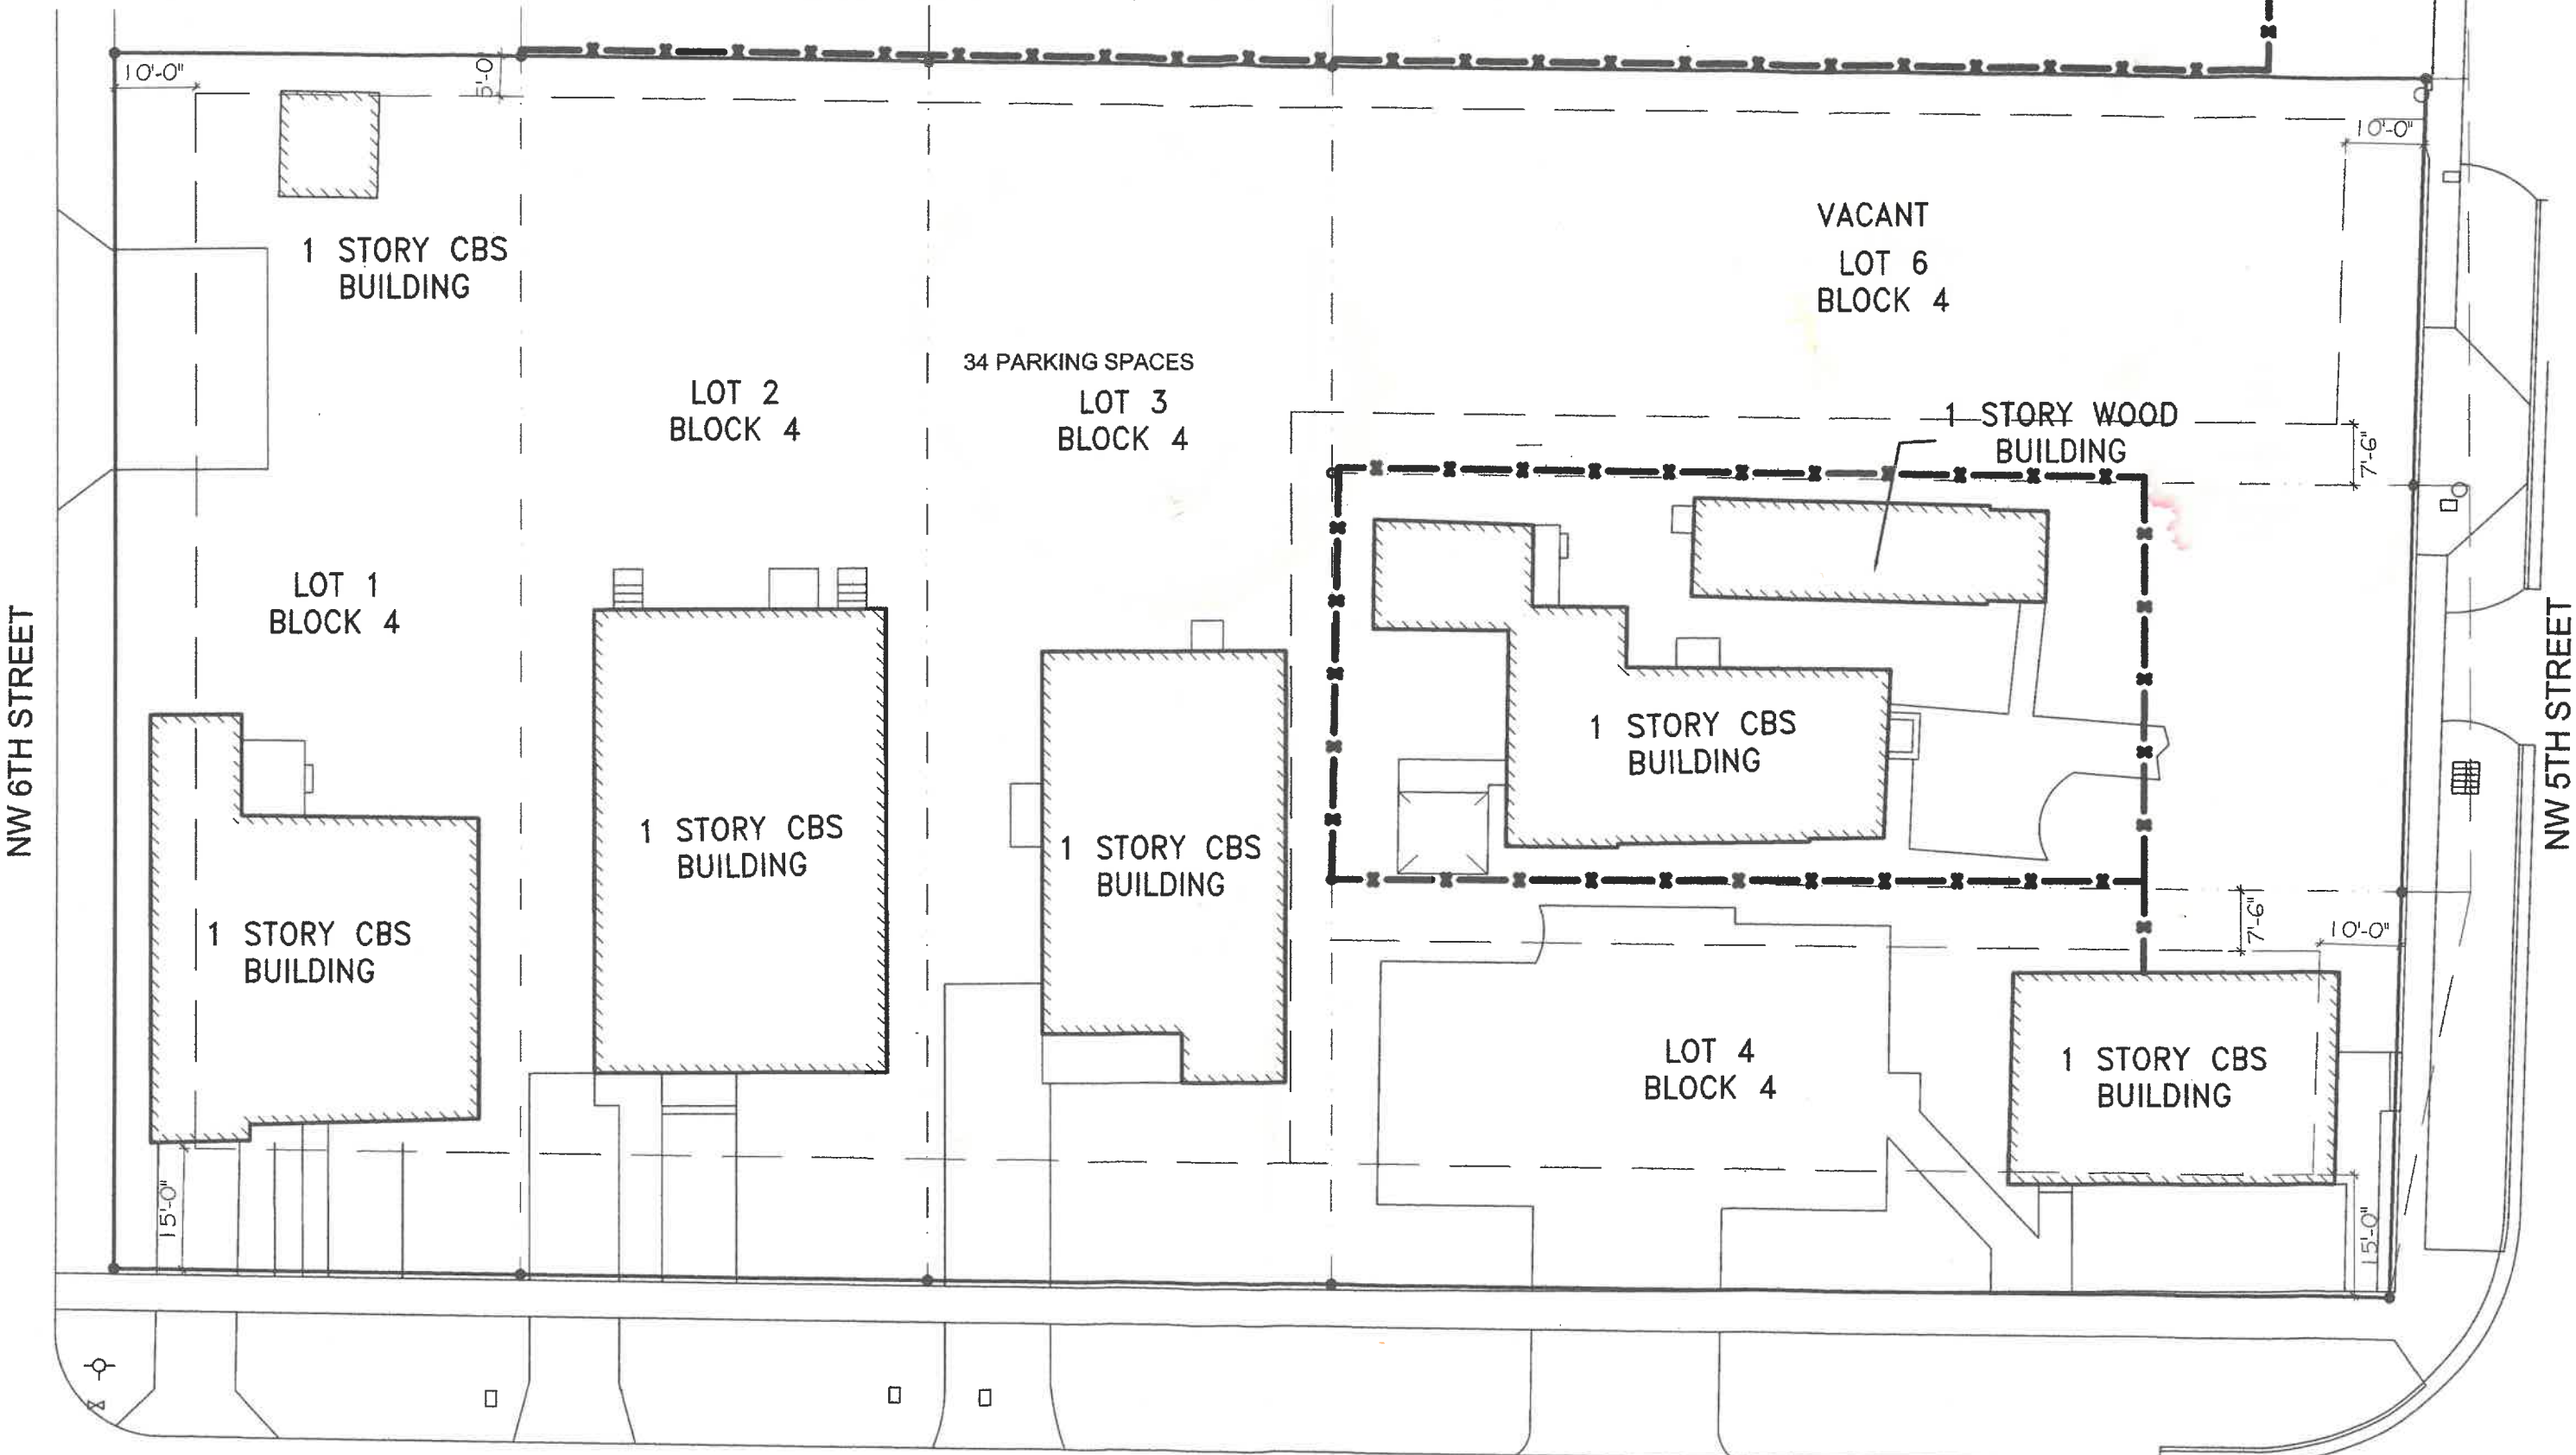 10'-0"
5'-0
10'-0"
VACANT
LOT 6
BLOCK 4
1 STORY CBS
BUILDING
34 PARKING SPACES
LOT 2
BLOCK 4
LOT 3
BLOCK 4
1 STORY WOOD
BUILDING
7'-6"
LOT 1
BLOCK 4
NW 6TH STREET
NW 5TH STREET
1 STORY CBS
BUILDING
1 STORY CBS
BUILDING
1 STORY CBS
BUILDING
1 STORY CBS
BUILDING
7'-6"
10'-0"
LOT 4
BLOCK 4
1 STORY CBS
BUILDING
15'-0"
15'-0"